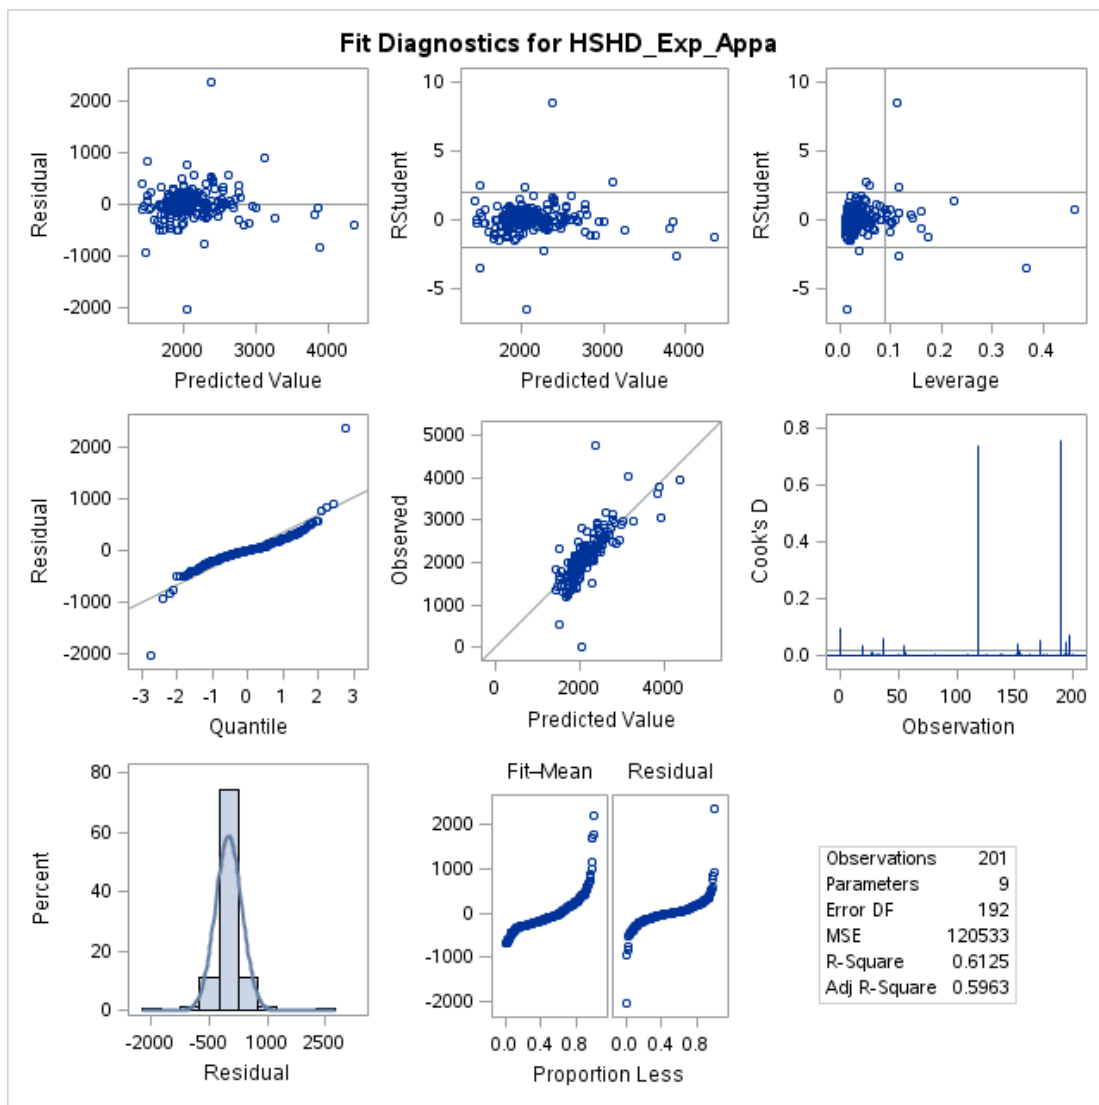 Fit Diagnostics for HSHD_Exp_Appa
2000
1000
0
-1000
-2000
Residual
2000 3000 4000
Predicted Value
10
5
0
-5
RStudent
2000 3000 4000
Predicted Value
10
5
0
-5
RStudent
0.0 0.1 0.2 0.3 0.4
Leverage
2000
1000
0
-1000
-2000
Residual
-3 -2 -1 0 1 2 3
Quantile
5000
4000
3000
2000
1000
0
Observed
0 2000 4000
Predicted Value
0.8
0.6
0.4
0.2
0.0
Cook's D
0 50 100 150 200
Observation
80
60
40
20
0
Percent
-2000 -500 1000 2500
Residual
Fit–Mean Residual
2000
1000
0
-1000
-2000
0.0 0.4 0.8 0.0 0.4 0.8
Proportion Less
Observations 201
Parameters 9
Error DF 192
MSE 120533
R-Square 0.6125
Adj R-Square 0.5963